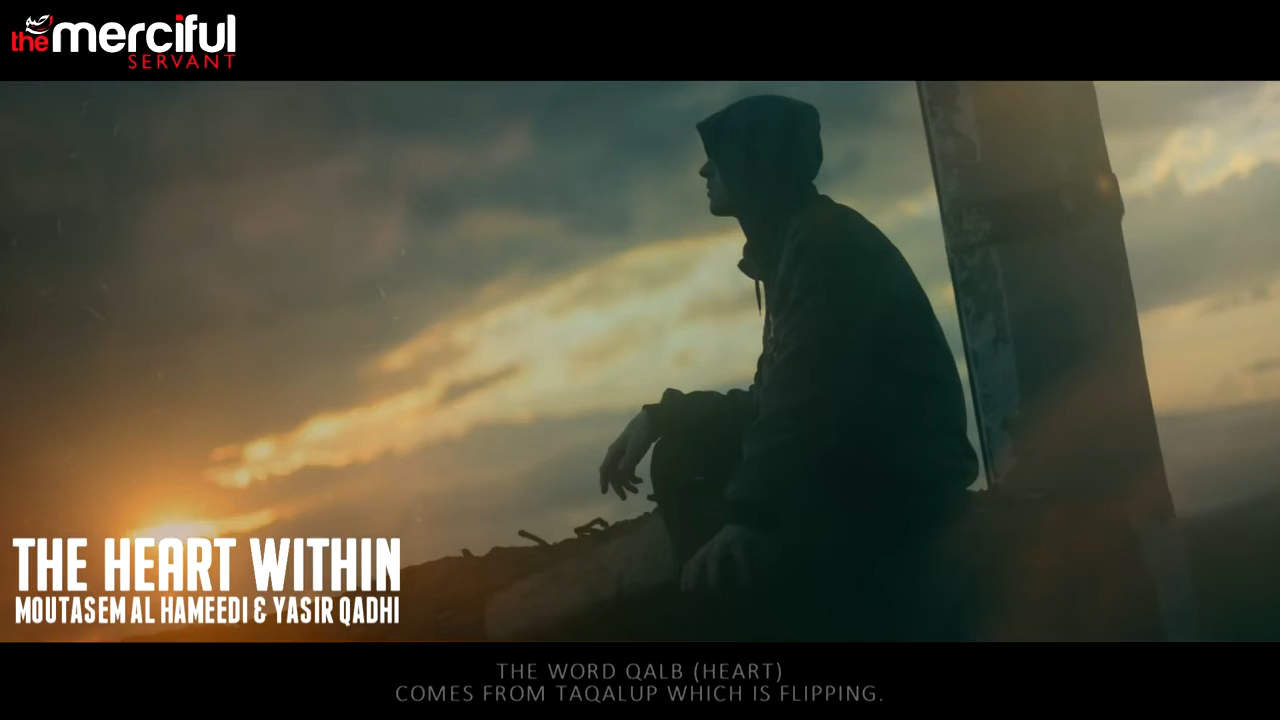 the merciful
SERVANT
THE HEART WITHIN
MOUTASEM AL HAMEEDI & YASIR QADHI
THE WORD QALB (HEART)
COMES FROM TAQALUP WHICH IS FLIPPING.